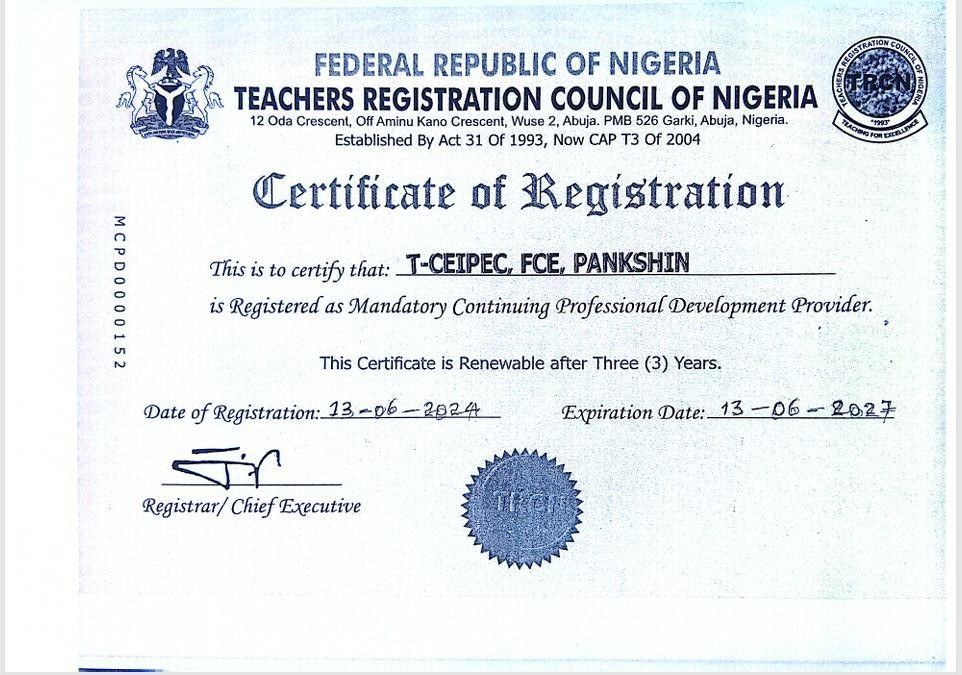 FEDERAL REPUBLIC OF NIGERIA
TEACHERS REGISTRATION COUNCIL OF NIGERIA
12 Oda Crescent, Off Aminu Kano Crescent, Wuse 2, Abuja. PMB 526 Garki, Abuja, Nigeria.
Established By Act 31 Of 1993, Now CAP T3 Of 2004
TEACHERS REGISTRATION COUNCIL OF NIGERIA
TRCN
*1993*
TEACHING FOR EXCELLENCE
Certificate of Registration
MCPD0000152
This is to certify that: T-CEIPEC, FCE, PANKSHIN
is Registered as Mandatory Continuing Professional Development Provider.
This Certificate is Renewable after Three (3) Years.
Date of Registration: 13-06-2024 Expiration Date: 13-06-2027
Registrar/ Chief Executive
TRCN